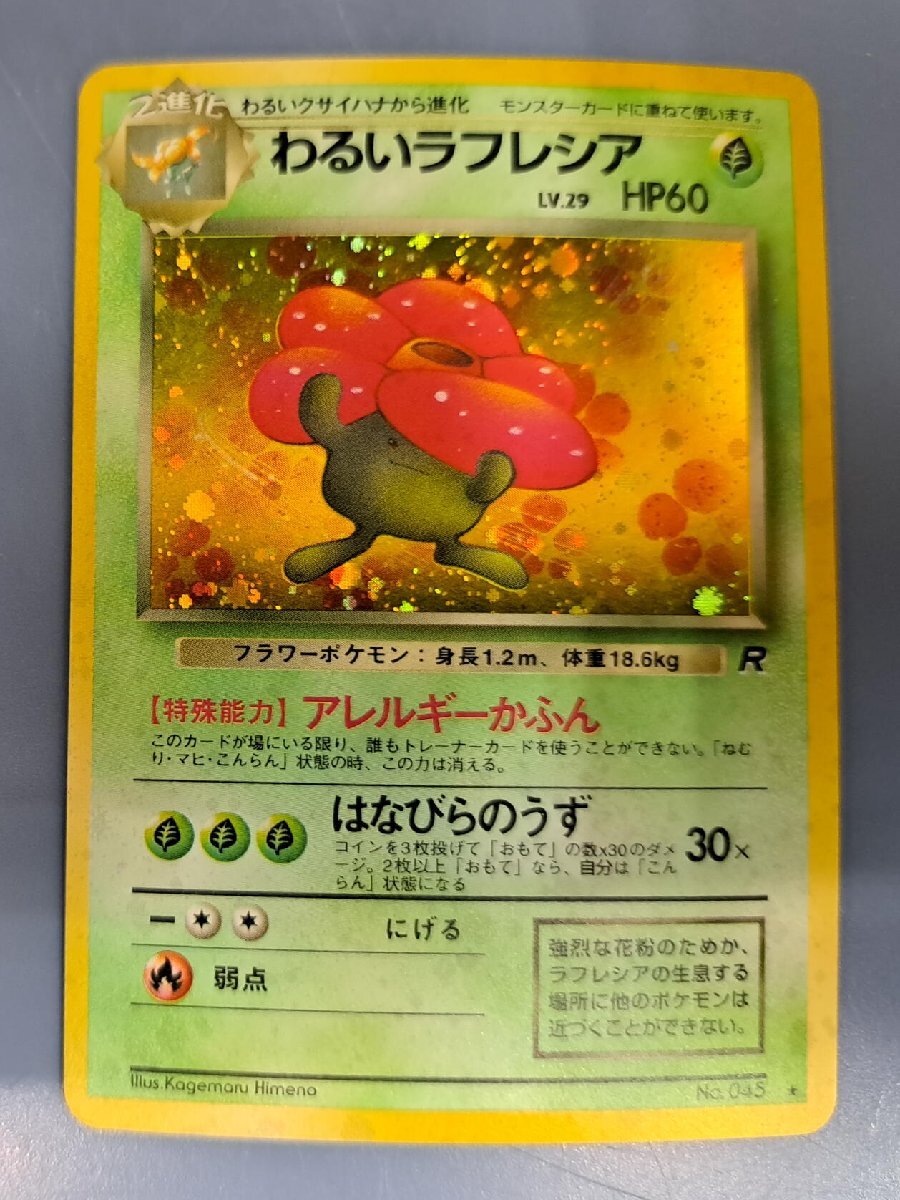 2進化 わるいクサイハナから進化 モンスターカードに重ねて使います。
わるいラフレシア
LV.29 HP60
フラワーポケモン：身長1.2m、体重18.6kg R
【特殊能力】アレルギーかふん
このカードが場にいる限り、誰もトレーナーカードを使うことができない。「ねむ
り・マヒ・こんらん」状態の時、この力は消える。
はなびらのうず
コインを3枚投げて「おもて」の数x30のダメ
ージ。2枚以上「おもて」なら、自分は「こん
らん」状態になる
30×
ー にげる
弱点
強烈な花粉のためか、
ラフレシアの生息する
場所に他のポケモンは
近づくことができない。
Illus.Kagemaru Himeno
No.045 ★